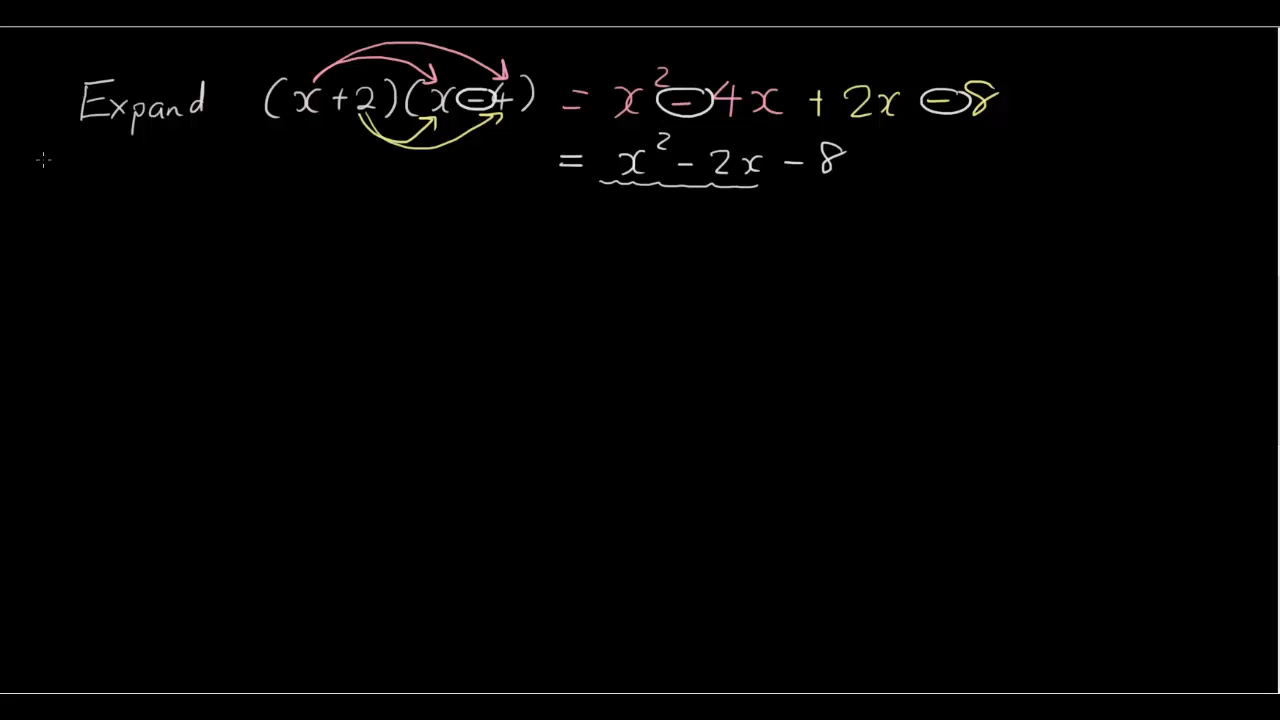 Expand (x+2)(x-4) = x² - 4x + 2x - 8
= x² - 2x - 8